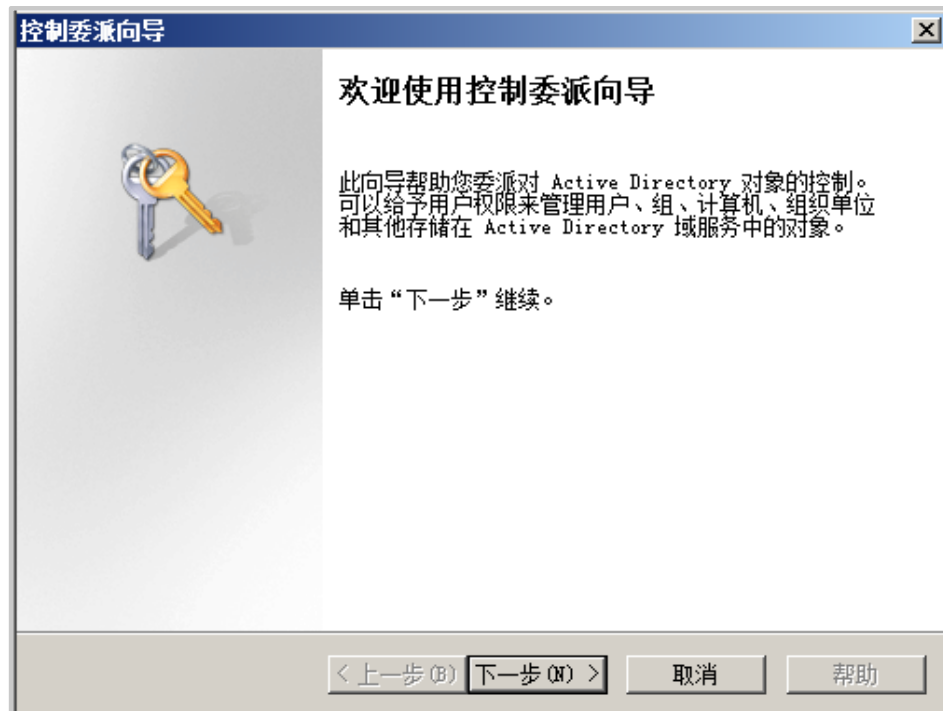 控制委派向导
欢迎使用控制委派向导
此向导帮助您委派对 Active Directory 对象的控制。
可以给予用户权限来管理用户、组、计算机、组织单位
和其他存储在 Active Directory 域服务中的对象。
单击“下一步”继续。
< 上一步(B) 下一步(N) > 取消 帮助